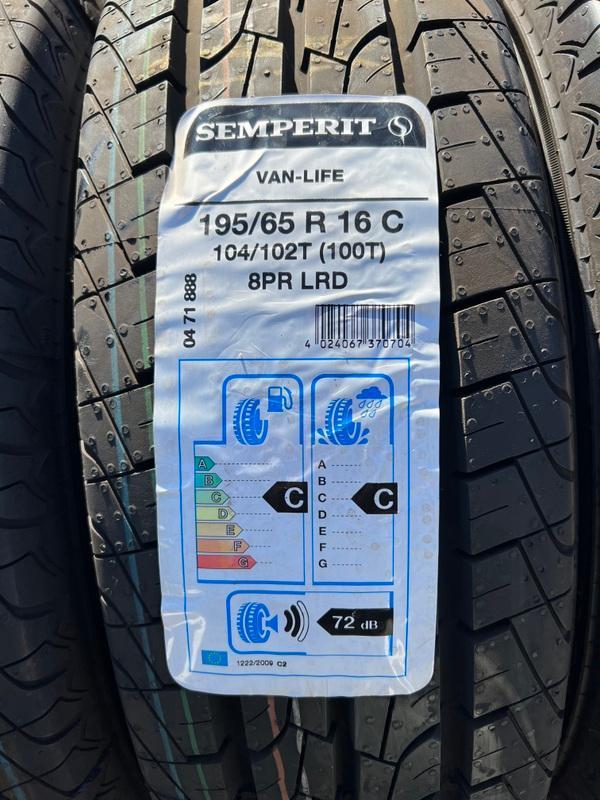 SEMPERIT
VAN-LIFE
195/65 R 16 C
104/102T (100T)
8PR LRD
04 71 888
4 024067 370704
A
B
C
D
E
F
G
C
A
B
C
D
E
F
G
C
72 dB
1222/2009 C2